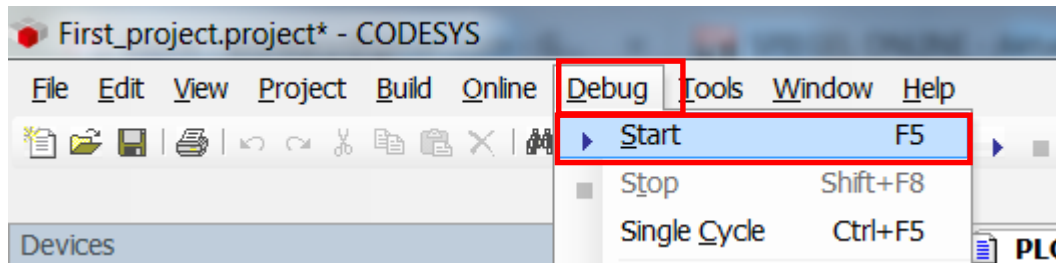 First_project.project* - CODESYS
File Edit View Project Build Online Debug Tools Window Help
Start F5
Stop Shift+F8
Single Cycle Ctrl+F5
Devices